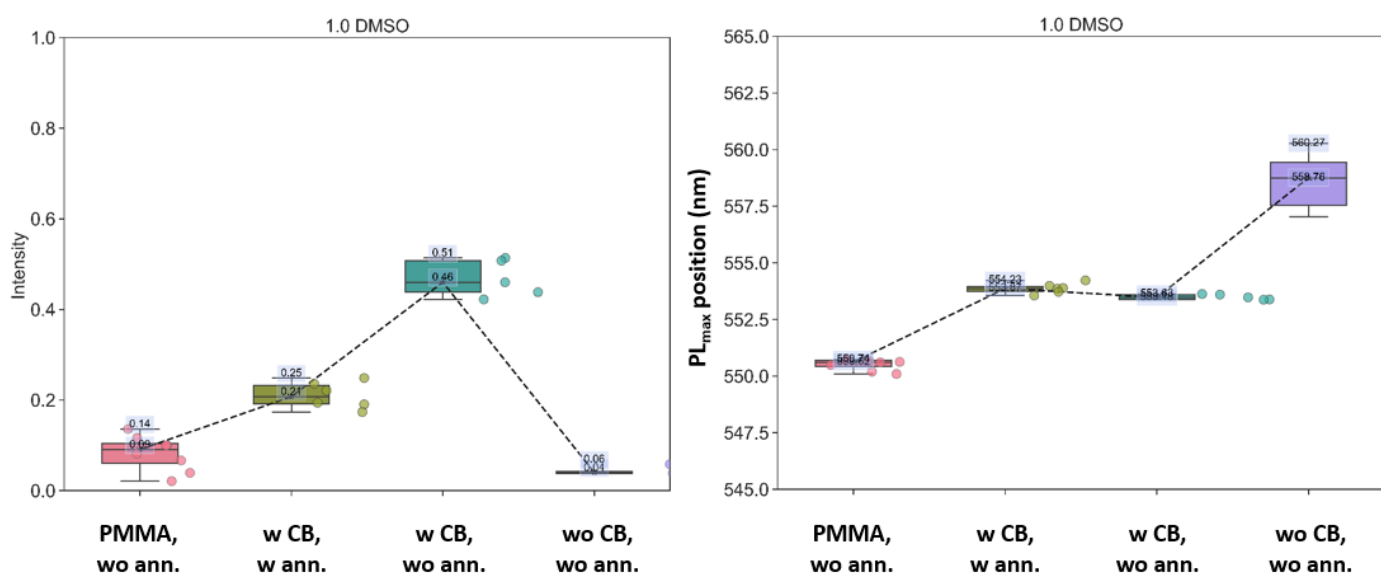 1.0 DMSO
1.0
0.8
0.6
0.4
0.2
0.0
Intensity
0.14
0.09
0.25
0.21
0.51
0.46
0.06
0.04
PMMA,
wo ann.
w CB,
w ann.
w CB,
wo ann.
wo CB,
wo ann.
1.0 DMSO
565.0
562.5
560.0
557.5
555.0
552.5
550.0
547.5
545.0
PLmax position (nm)
550.74
554.23
553.63
560.27
558.76
PMMA,
wo ann.
w CB,
w ann.
w CB,
wo ann.
wo CB,
wo ann.